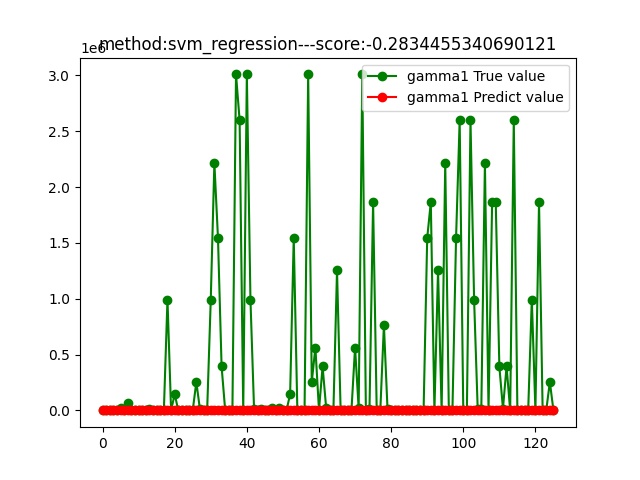 method:svm_regression---score:-0.2834455340690121
1e6
gamma1 True value
gamma1 Predict value
3.0
2.5
2.0
1.5
1.0
0.5
0.0
0 20 40 60 80 100 120